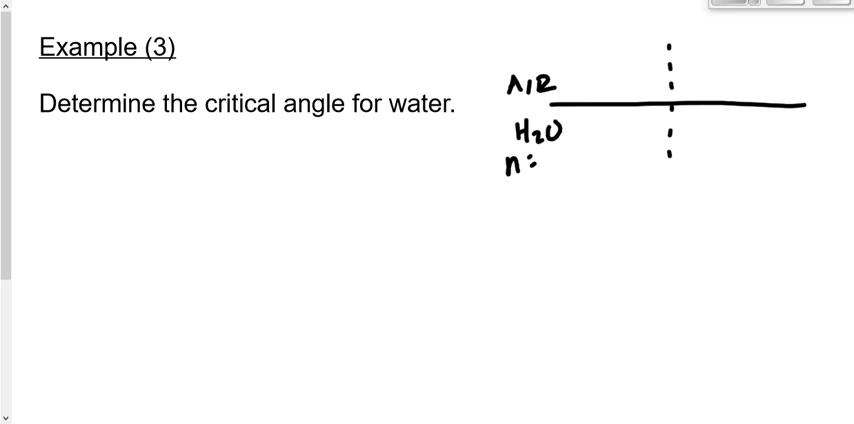 Example (3)
Determine the critical angle for water.
AIR
H₂O
n=